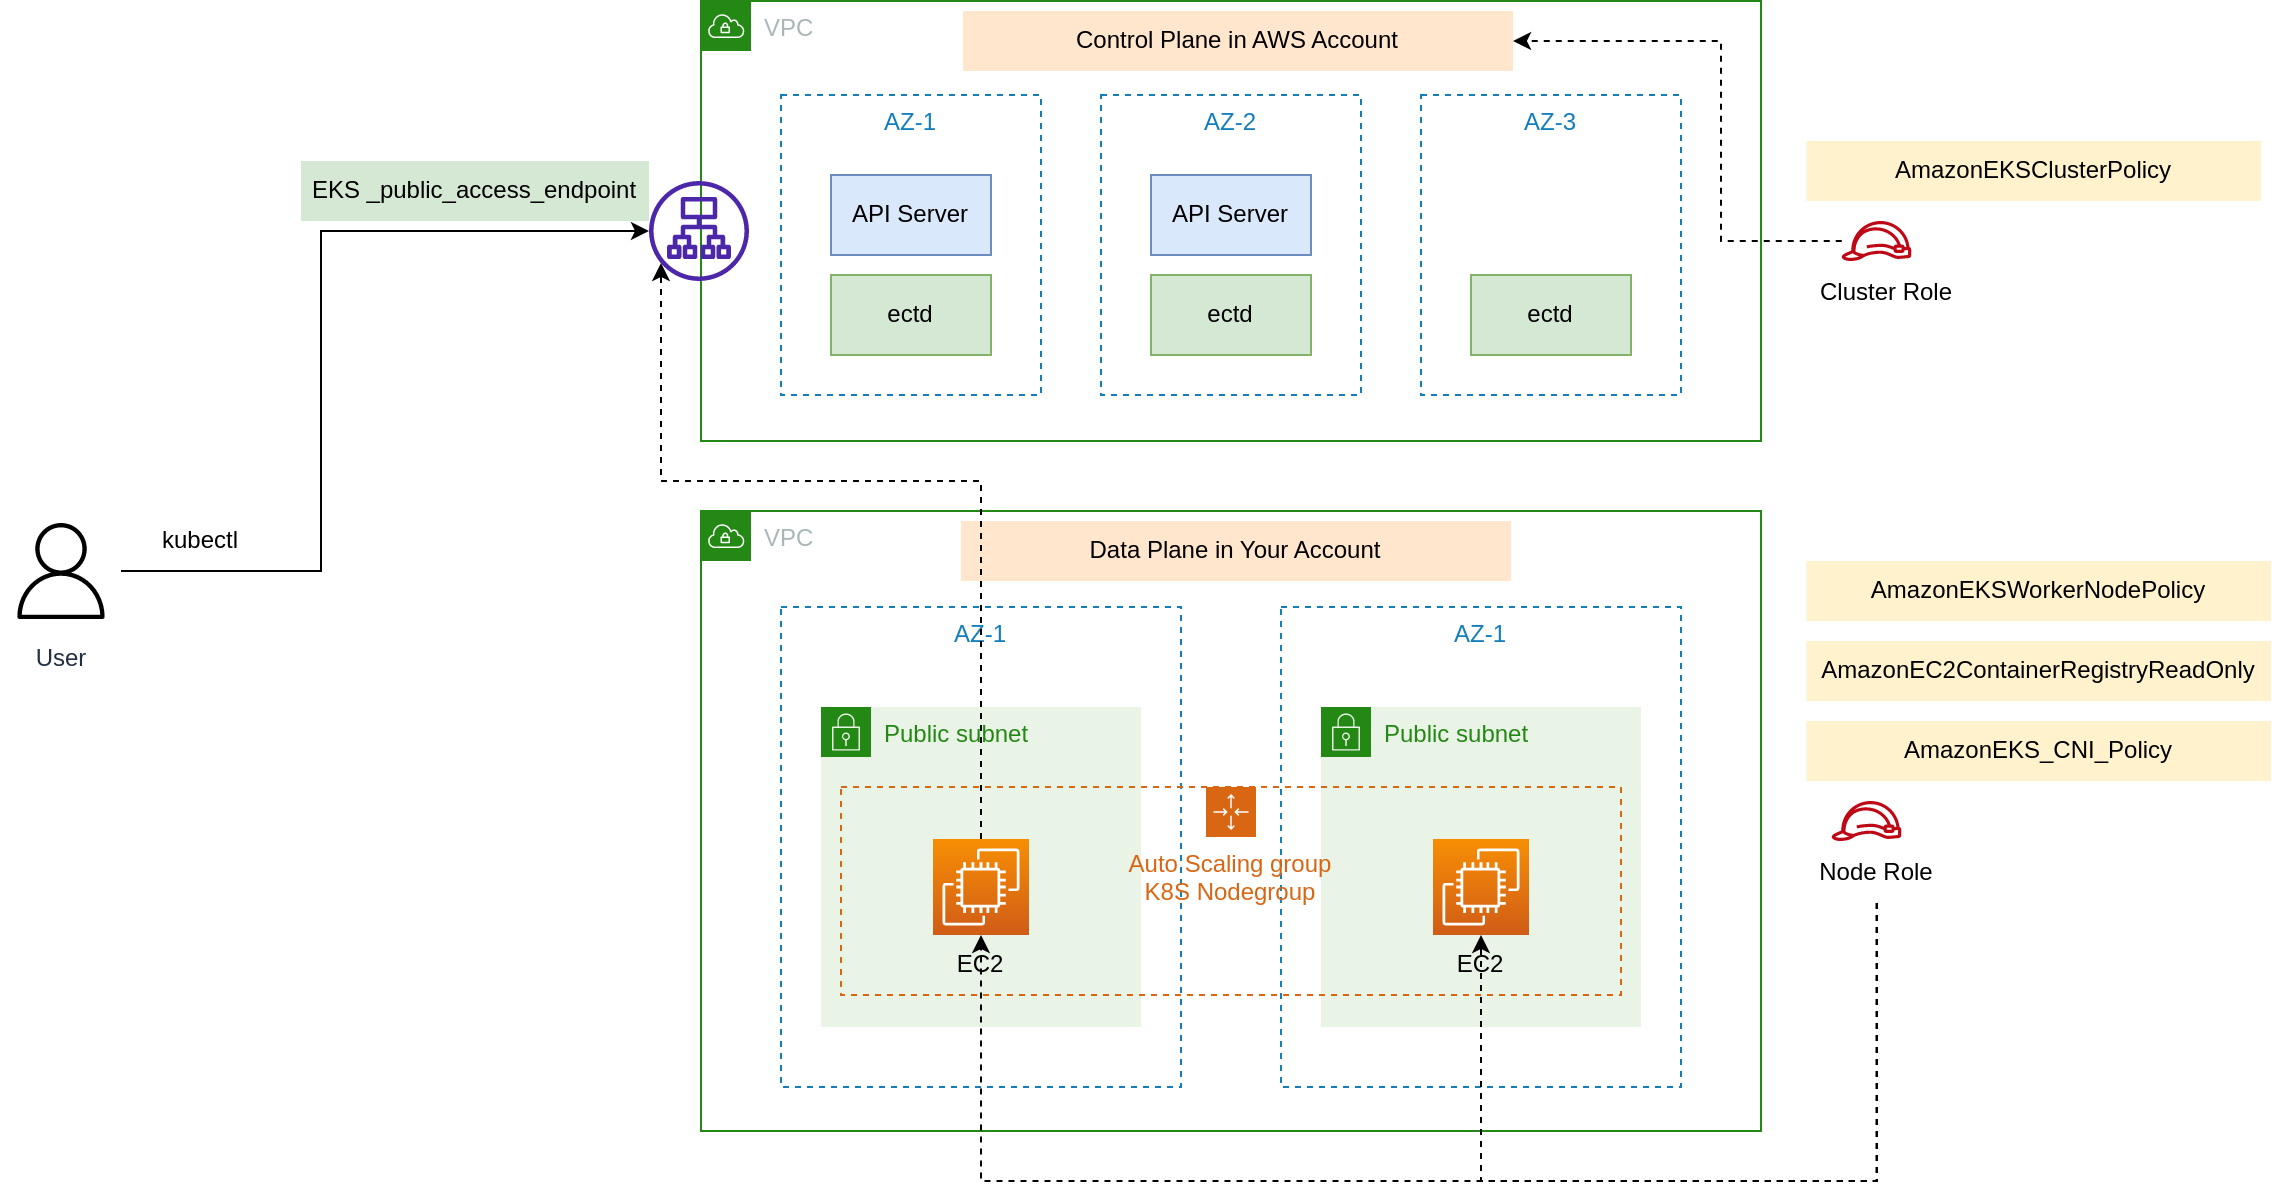 VPC
Control Plane in AWS Account
AZ-1
AZ-2
AZ-3
AmazonEKSClusterPolicy
EKS _public_access_endpoint
API Server
API Server
Cluster Role
ectd
ectd
ectd
kubectl
User
VPC
Data Plane in Your Account
AZ-1
AZ-1
AmazonEKSWorkerNodePolicy
AmazonEC2ContainerRegistryReadOnly
AmazonEKS_CNI_Policy
Public subnet
Public subnet
Auto Scaling group
K8S Nodegroup
Node Role
EC2
EC2